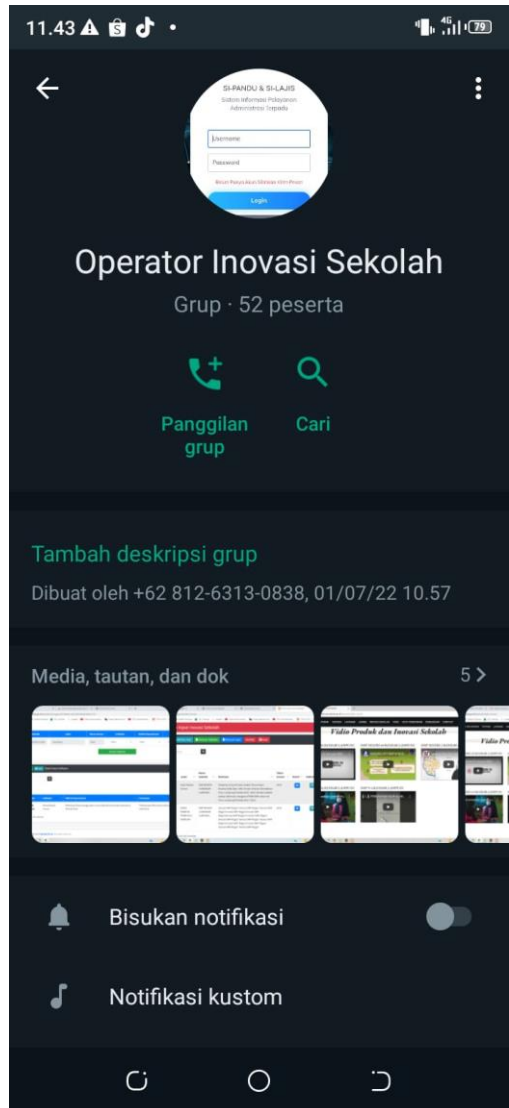 11.43
4G
79
SI-PANDU & SI-LAJIS
Sistem Informasi Pelayanan
Administrasi Terpadu
Username
Password
Login
Operator Inovasi Sekolah
Grup · 52 peserta
Panggilan
grup
Cari
Tambah deskripsi grup
Dibuat oleh +62 812-6313-0838, 01/07/22 10.57
Media, tautan, dan dok
5 >
Vidio Produk dan Inovasi Sekolah
Vidio Pro
Bisukan notifikasi
Notifikasi kustom